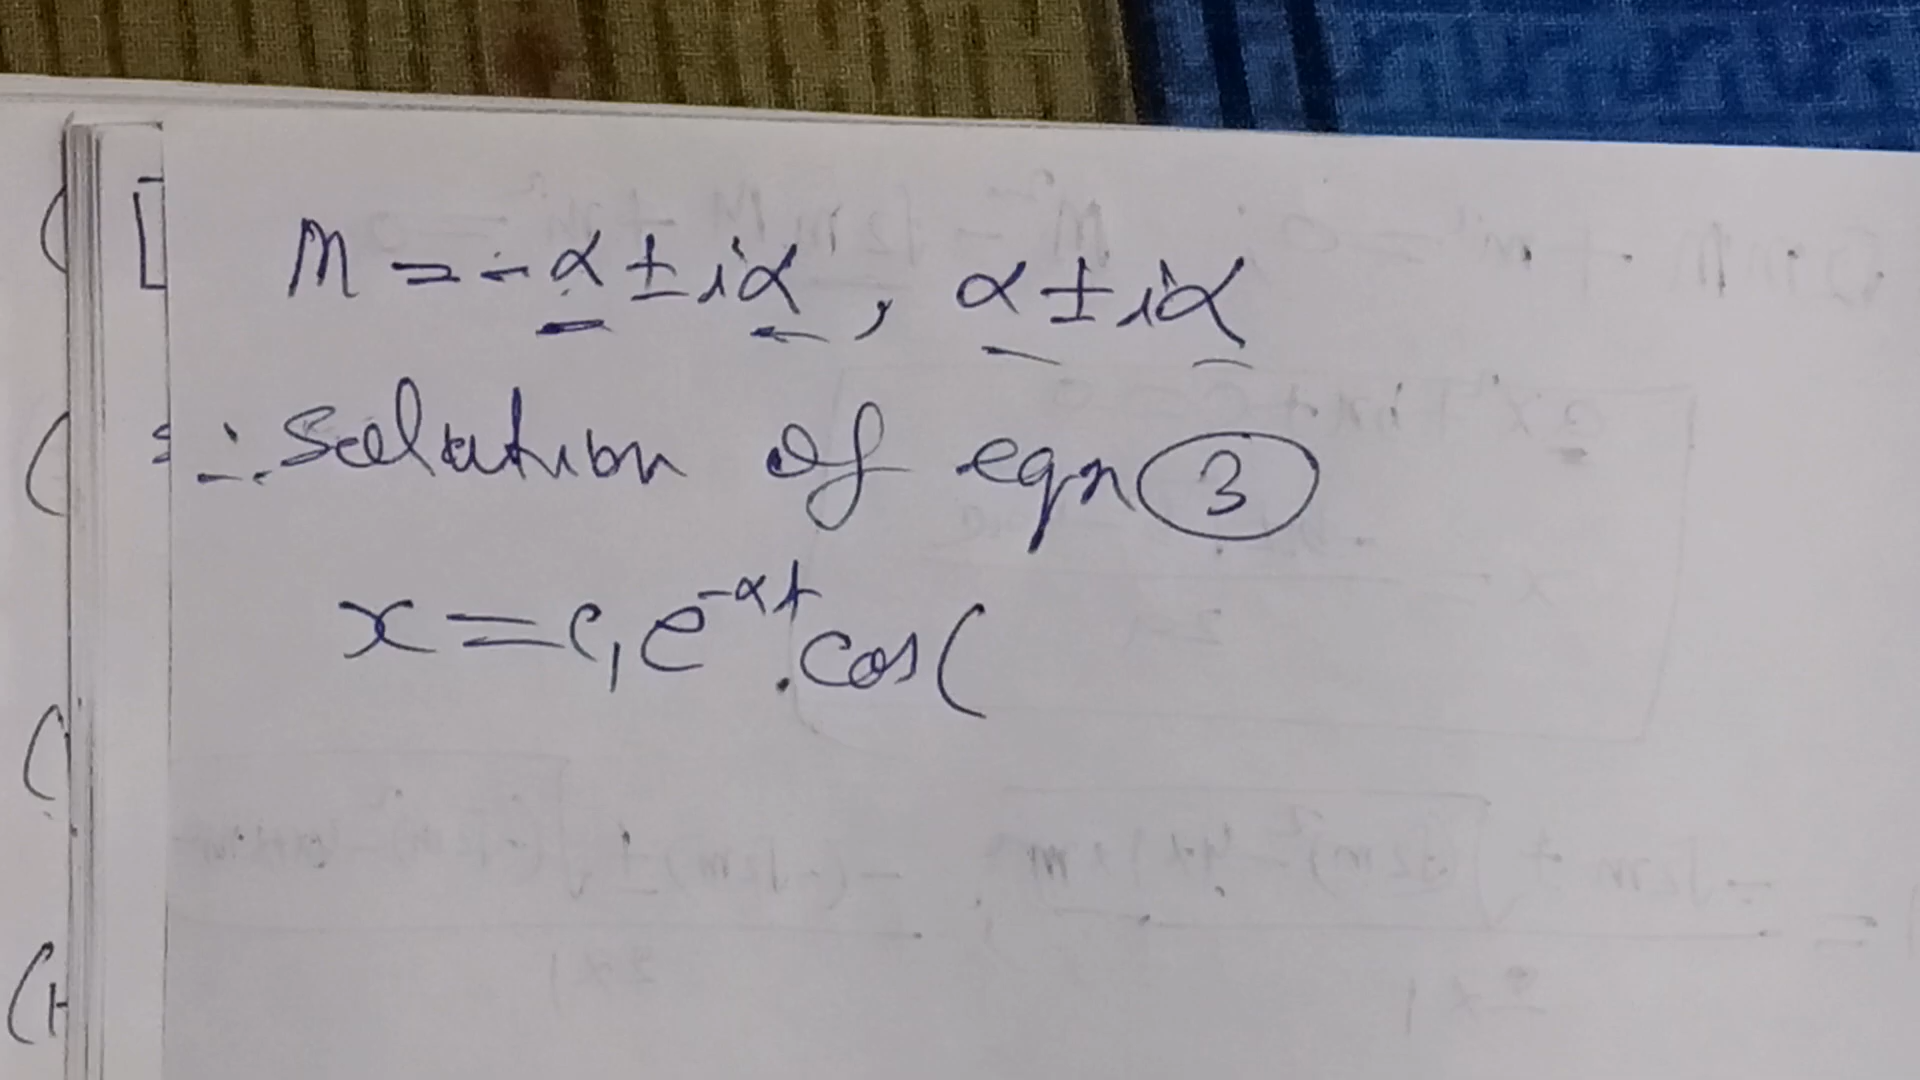 M = -α ± iα , α ± iα
∴ solution of eqn ③
x = c₁e^{-αt} cos(